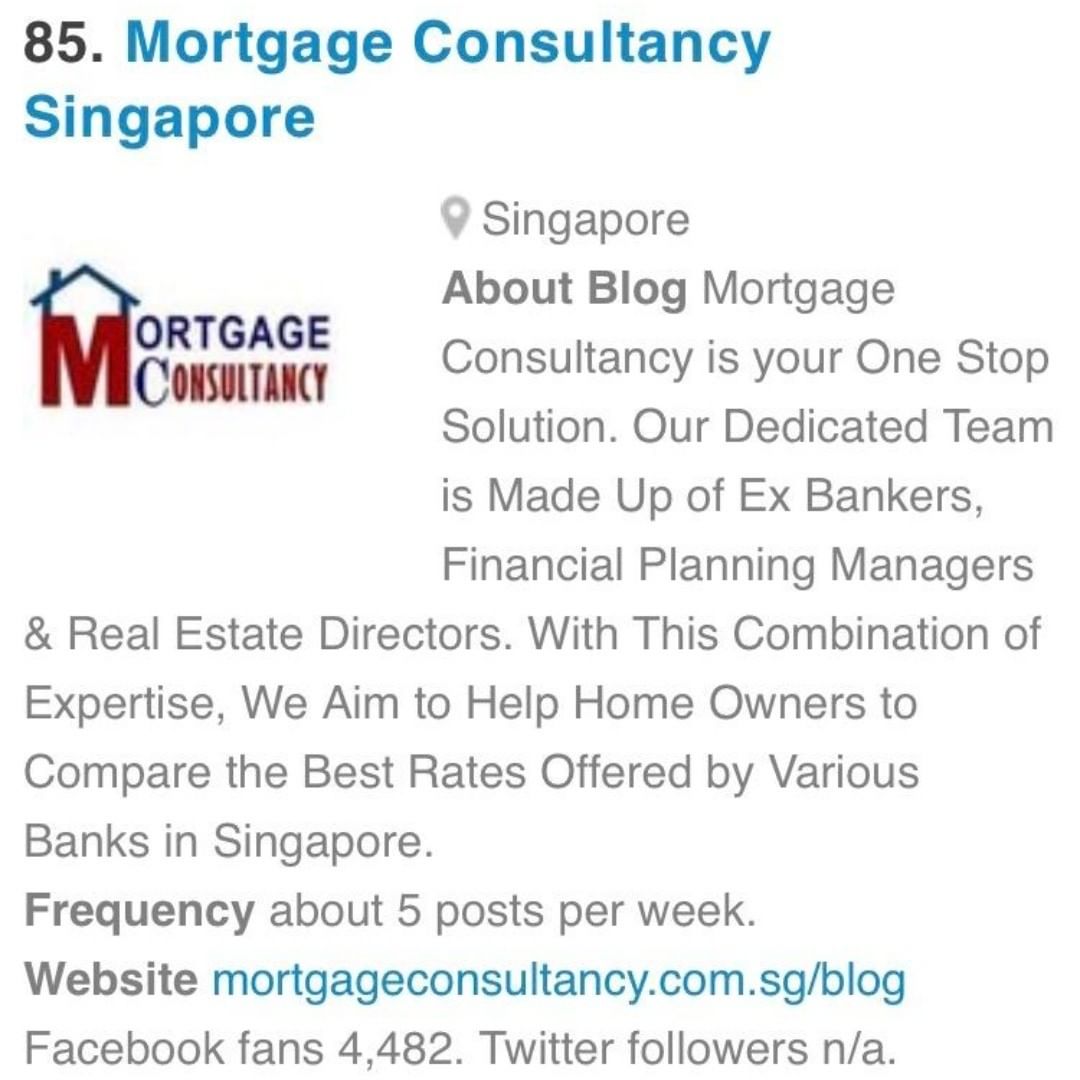 85. Mortgage Consultancy
Singapore
MORTGAGE
CONSULTANCY
Singapore
About Blog Mortgage
Consultancy is your One Stop
Solution. Our Dedicated Team
is Made Up of Ex Bankers,
Financial Planning Managers
& Real Estate Directors. With This Combination of
Expertise, We Aim to Help Home Owners to
Compare the Best Rates Offered by Various
Banks in Singapore.
Frequency about 5 posts per week.
Website mortgageconsultancy.com.sg/blog
Facebook fans 4,482. Twitter followers n/a.